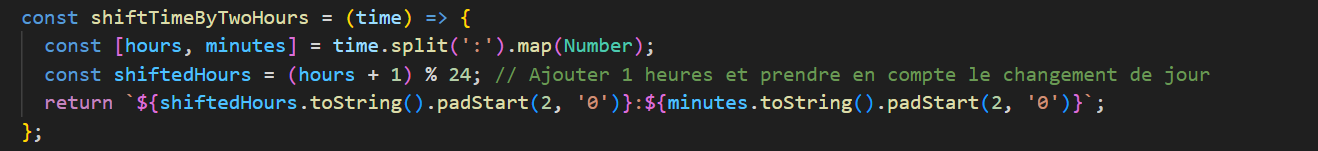 const shiftTimeByTwoHours = (time) => {
  const [hours, minutes] = time.split(':').map(Number);
  const shiftedHours = (hours + 1) % 24; // Ajouter 1 heures et prendre en compte le changement de jour
  return `${shiftedHours.toString().padStart(2, '0')}:${minutes.toString().padStart(2, '0')}`;
};